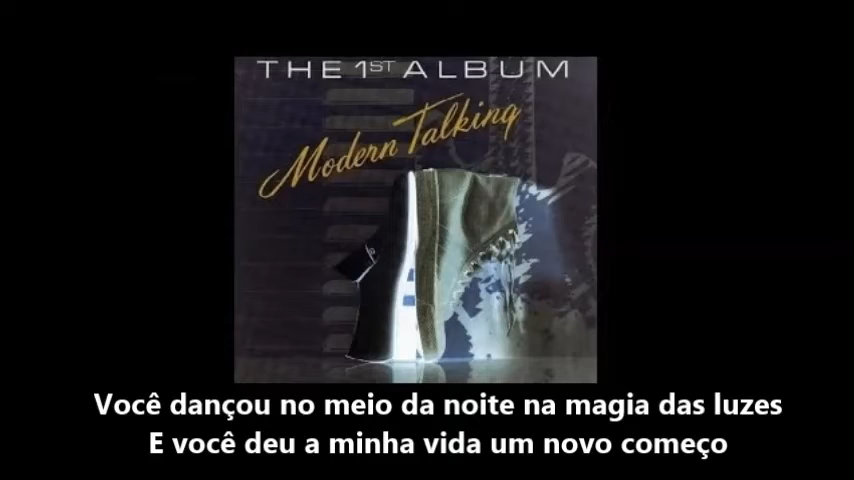 THE 1ST ALBUM
Modern Talking
Você dançou no meio da noite na magia das luzes
E você deu a minha vida um novo começo